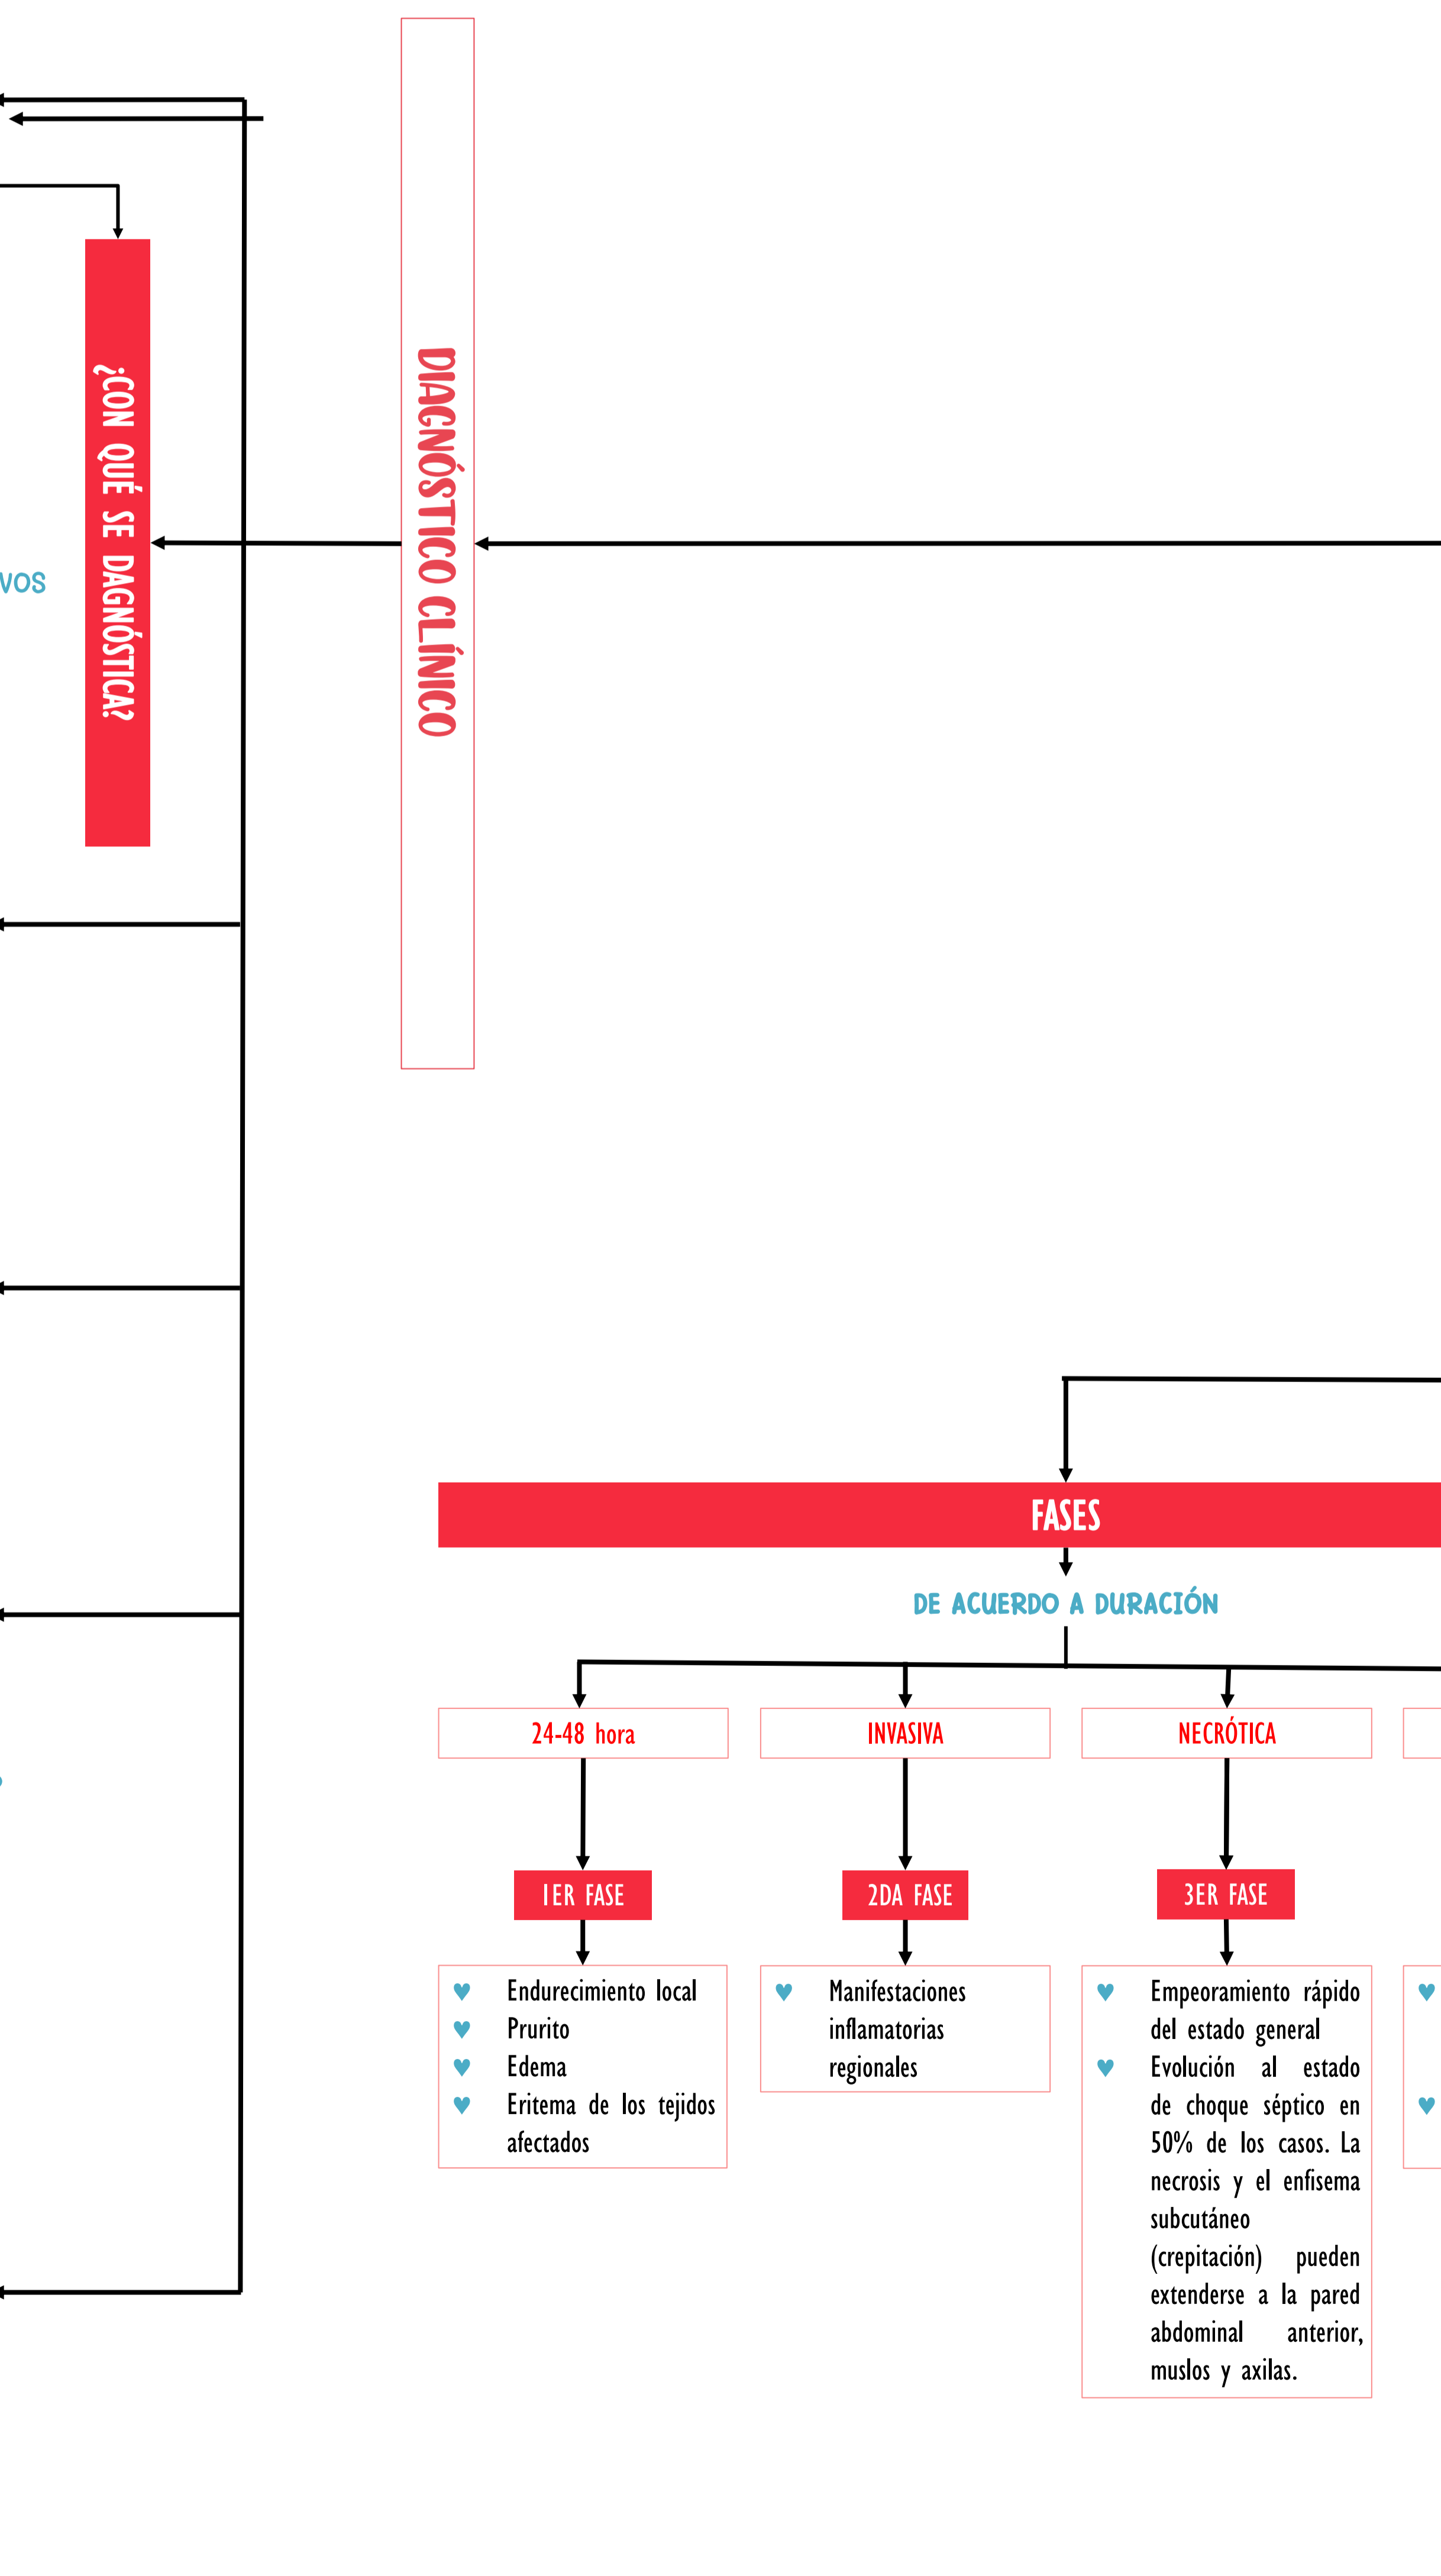 DIAGNÓSTICO CLÍNICO
¿CON QUÉ SE DAGNÓSTICA?
VOS
FASES
DE ACUERDO A DURACIÓN
24-48 hora
INVASIVA
NECRÓTICA
1ER FASE
2DA FASE
3ER FASE
♥ Endurecimiento local
♥ Prurito
♥ Edema
♥ Eritema de los tejidos
afectados
♥ Manifestaciones
inflamatorias
regionales
♥ Empeoramiento rápido
del estado general
♥ Evolución al estado
de choque séptico en
50% de los casos. La
necrosis y el enfisema
subcutáneo
(crepitación) pueden
extenderse a la pared
abdominal anterior,
muslos y axilas.